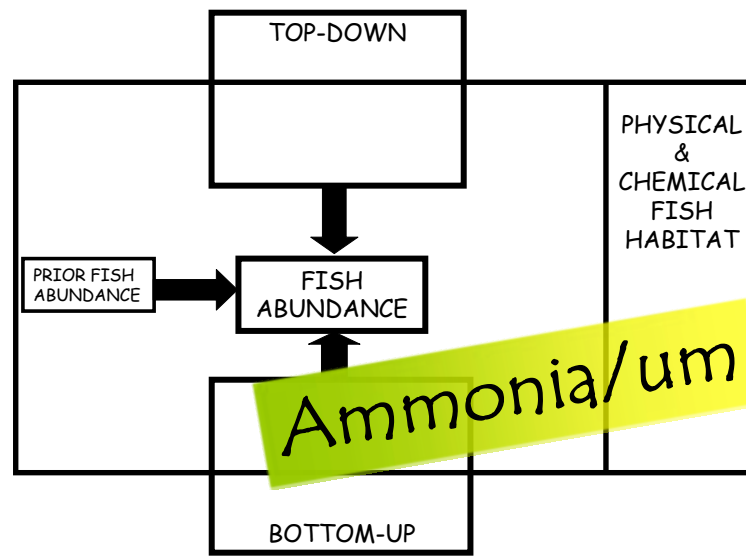 TOP-DOWN
PHYSICAL
&
CHEMICAL
FISH
HABITAT
PRIOR FISH
ABUNDANCE
FISH
ABUNDANCE
Ammonia/um
BOTTOM-UP